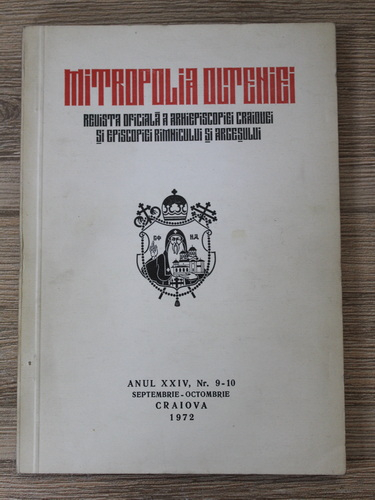 MITROPOLIA OLTENIEI
REVISTA OFICIALĂ A ARHIEPISCOPIEI CRAIOVEI
ȘI EPISCOPIEI RIMNICULUI ȘI ARGEȘULUI
ANUL XXIV, Nr. 9-10
SEPTEMBRIE-OCTOMBRIE
CRAIOVA
1972